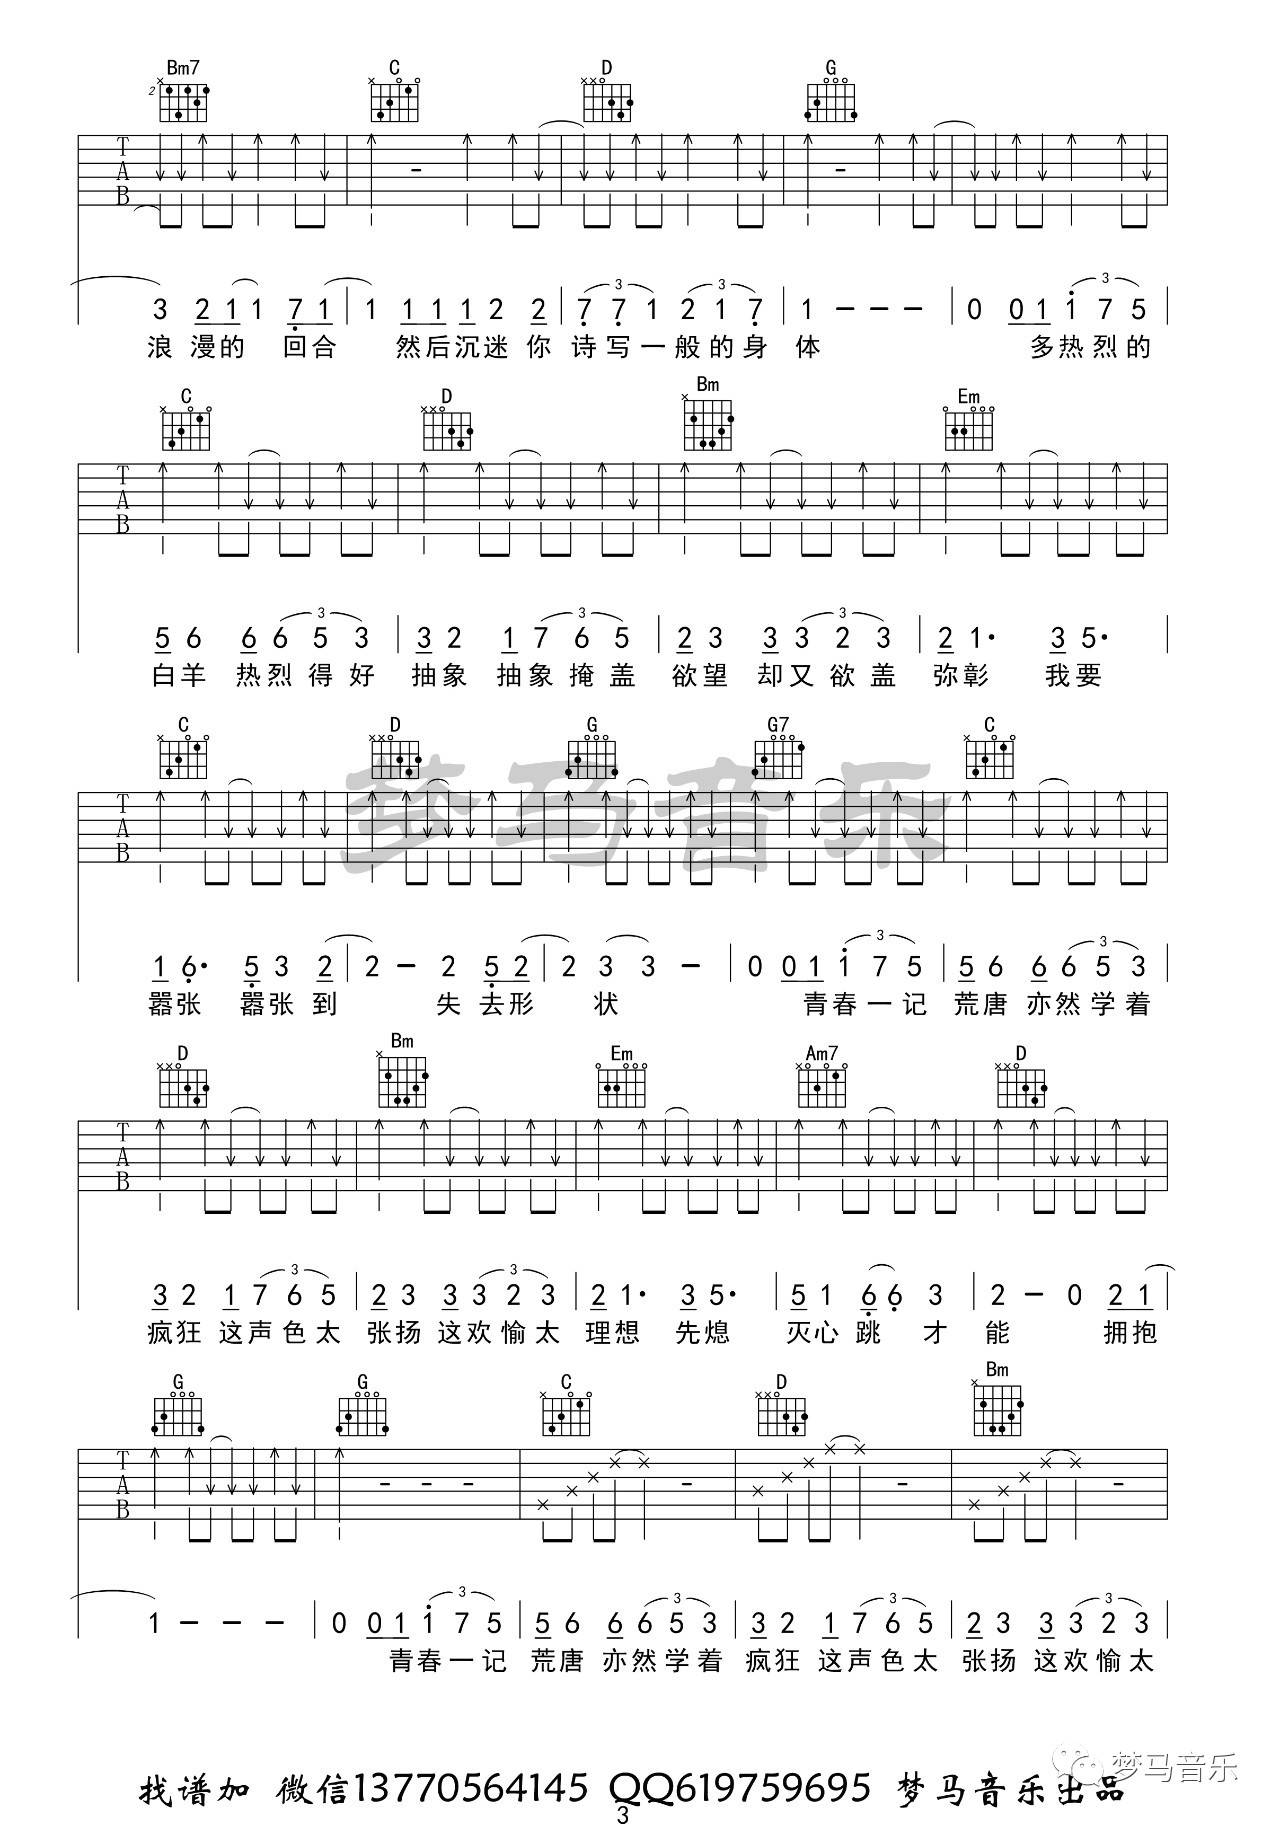 Bm7 C D G
T A B
3 2 1 1 7 1 1 1 1 1 2 2 7 7 1 2 1 7 1 - - - 0 0 1 1 7 5
浪 漫的 回合 然后沉迷 你 诗写一般的身 体 多热烈的
C D Bm Em
T A B
5 6 6 6 5 3 3 2 1 7 6 5 2 3 3 3 2 3 2 1· 3 5·
白羊 热烈得好 抽象 抽象掩盖 欲望 却又欲盖 弥彰 我要
C D G G7 C
T A B
1 6· 5 3 2 2 - 2 5 2 2 3 3 - 0 0 1 1 7 5 5 6 6 6 5 3
嚣张 嚣张到 失 去形 状 青春一记 荒唐 亦然学着
D Bm Em Am7 D
T A B
3 2 1 7 6 5 2 3 3 3 2 3 2 1· 3 5· 5 1 6 6 3 2 - 0 2 1
疯狂 这声色太 张扬 这欢愉太 理想 先熄 灭心 跳 才 能 拥抱
G G C D Bm
T A B
1 - - - 0 0 1 1 7 5 5 6 6 6 5 3 3 2 1 7 6 5 2 3 3 3 2 3
青春一记 荒唐 亦然学着 疯狂 这声色太 张扬 这欢愉太
梦马音乐
梦马音乐
找谱加 微信13770564145 QQ619759695 梦马音乐出品
3